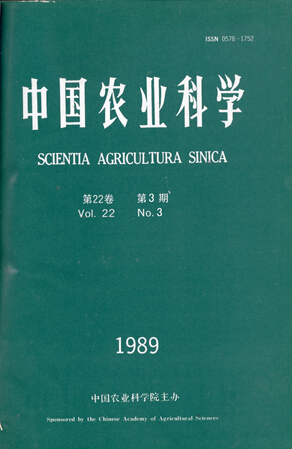 ISSN 0578-1752
中国农业科学
SCIENTIA AGRICULTURA SINICA
第22卷 第3期
Vol. 22 No. 3
1989
中国农业科学院主办
Sponsored by the Chinese Academy of Agricultural Sciences